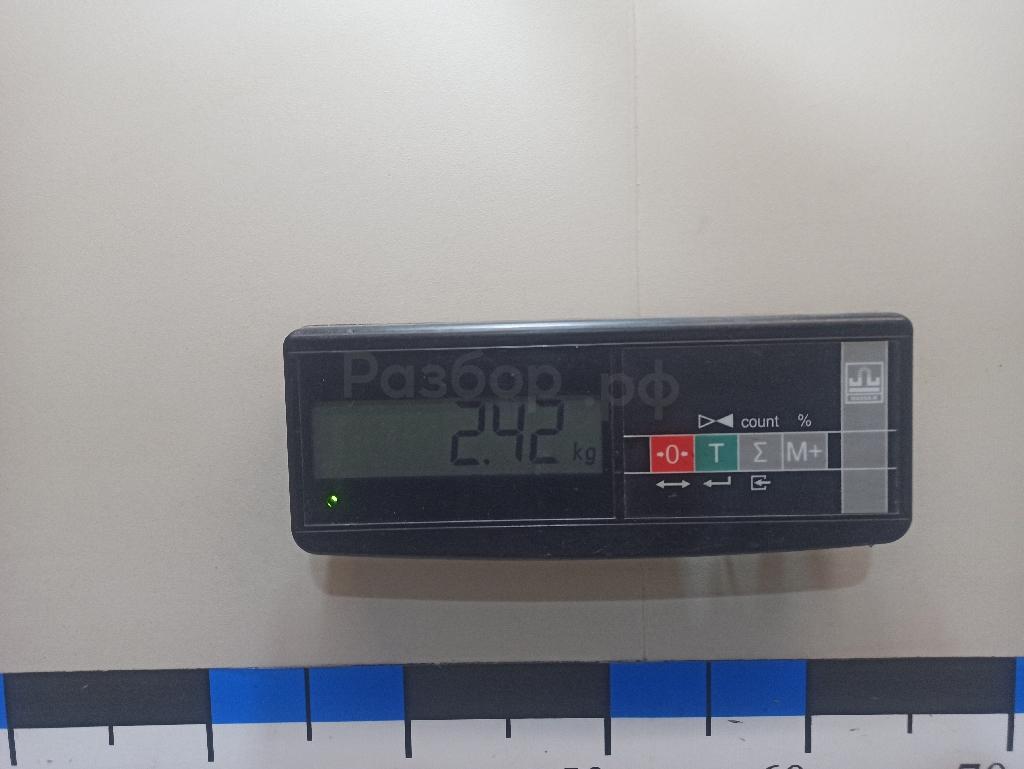 Разбор.рф
2.42 kg
count %
→0← T Σ M+